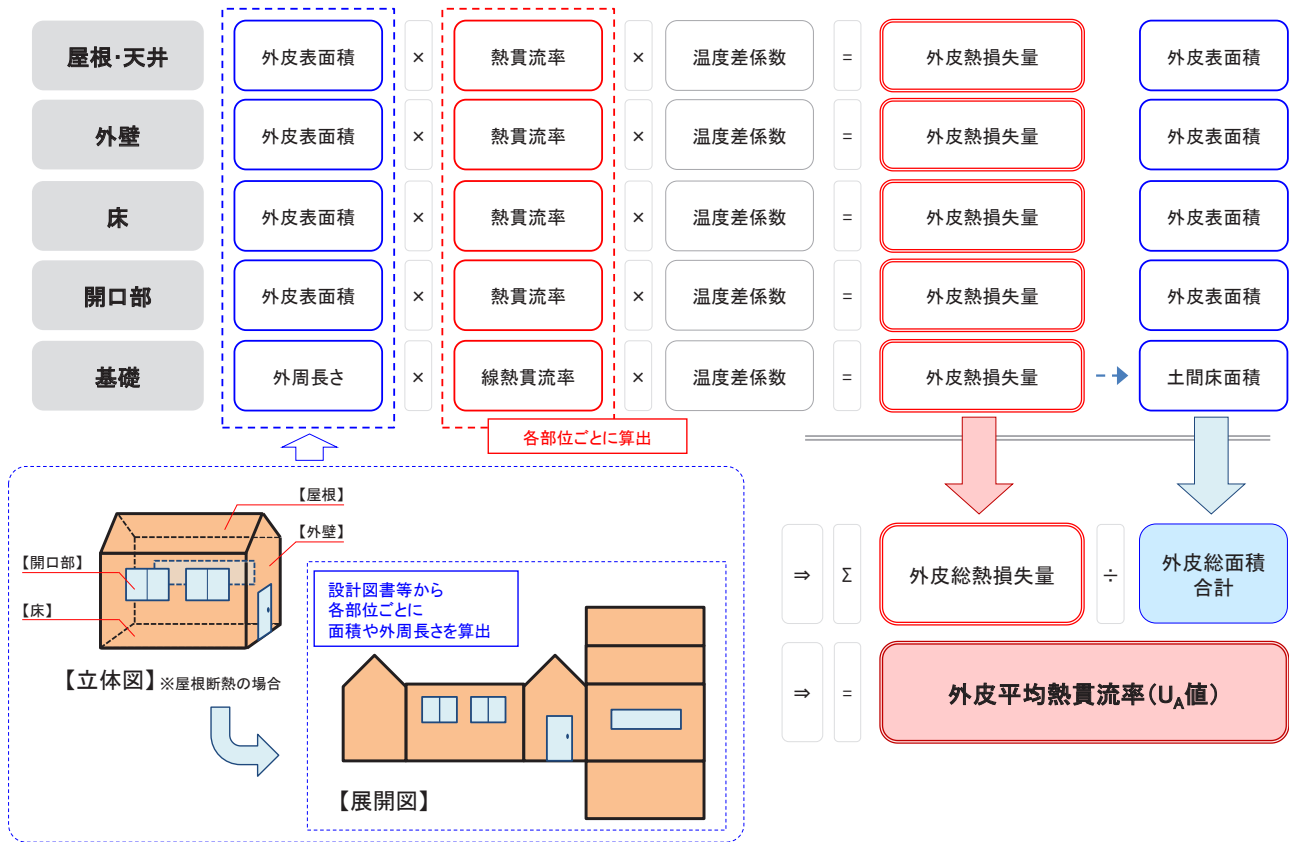 屋根・天井 外皮表面積 × 熱貫流率 × 温度差係数 = 外皮熱損失量 外皮表面積
外壁 外皮表面積 × 熱貫流率 × 温度差係数 = 外皮熱損失量 外皮表面積
床 外皮表面積 × 熱貫流率 × 温度差係数 = 外皮熱損失量 外皮表面積
開口部 外皮表面積 × 熱貫流率 × 温度差係数 = 外皮熱損失量 外皮表面積
基礎 外周長さ × 線熱貫流率 × 温度差係数 = 外皮熱損失量 土間床面積
各部位ごとに算出
【屋根】
【外壁】
【開口部】
【床】
【立体図】※屋根断熱の場合
設計図書等から
各部位ごとに
面積や外周長さを算出
【展開図】
⇒ Σ 外皮総熱損失量 ÷ 外皮総面積
合計
⇒ = 外皮平均熱貫流率(UA値)